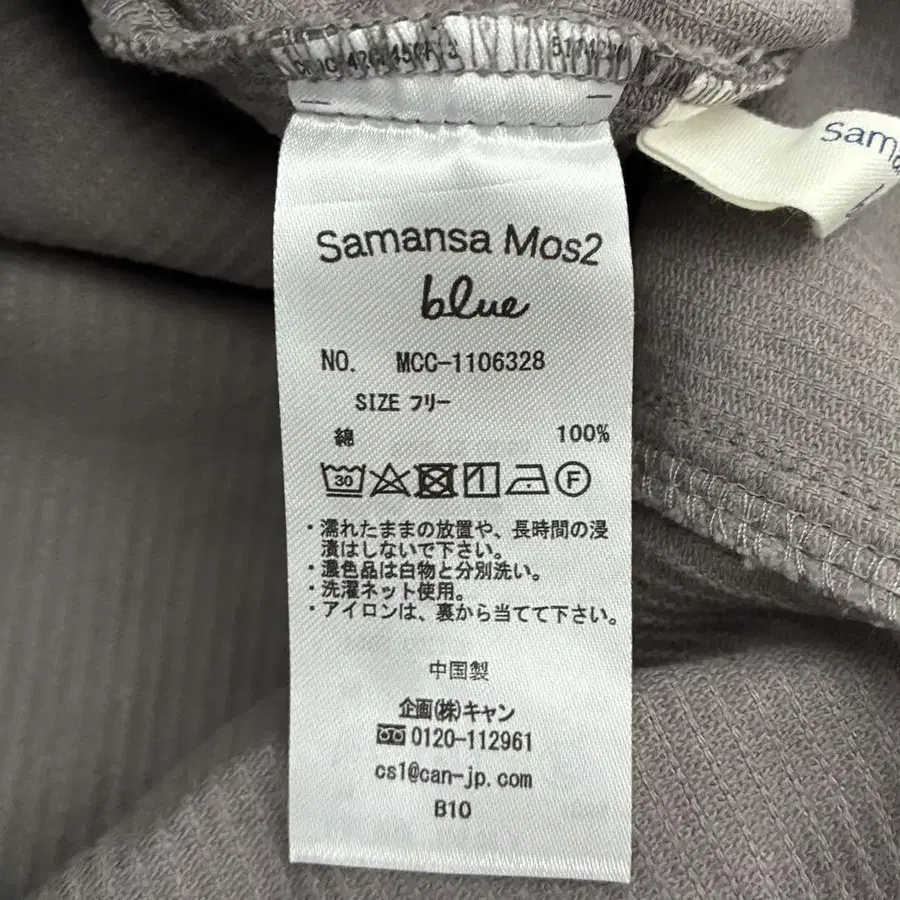 Samansa Mos2
blue
NO. MCC-1106328
SIZE フリー
綿 100%
30
F
・濡れたままの放置や、長時間の浸
漬はしないで下さい。
・濃色品は白物と分別洗い。
・洗濯ネット使用。
・アイロンは、裏から当てて下さい。
中国製
企画(株)キャン
0120-112961
cs1@can-jp.com
B10